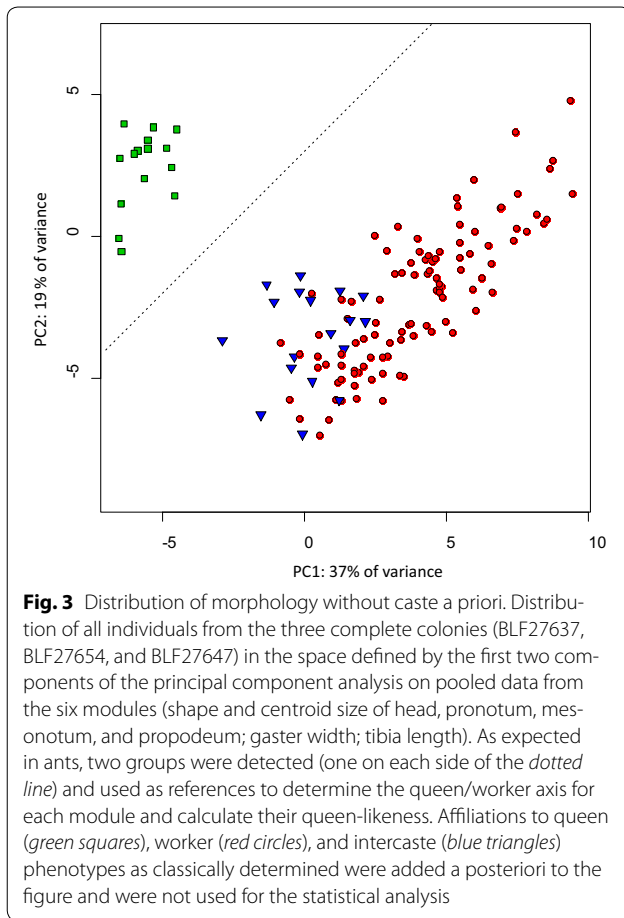 5
0
-5
PC2: 19 % of variance
-5
0
5
10
PC1: 37% of variance
Fig. 3 Distribution of morphology without caste a priori. Distribu-
tion of all individuals from the three complete colonies (BLF27637,
BLF27654, and BLF27647) in the space defined by the first two com-
ponents of the principal component analysis on pooled data from
the six modules (shape and centroid size of head, pronotum, mes-
onotum, and propodeum; gaster width; tibia length). As expected
in ants, two groups were detected (one on each side of the dotted
line) and used as references to determine the queen/worker axis for
each module and calculate their queen-likeness. Affiliations to queen
(green squares), worker (red circles), and intercaste (blue triangles)
phenotypes as classically determined were added a posteriori to the
figure and were not used for the statistical analysis